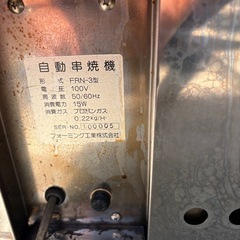 自動串焼機
形式 FRN-3型
電圧 100V
周波数 50/60Hz
消費電力 15W
消費ガス プロパンガス
0.22kg/H
SER NO. 100005
フォーミング工業株式会社